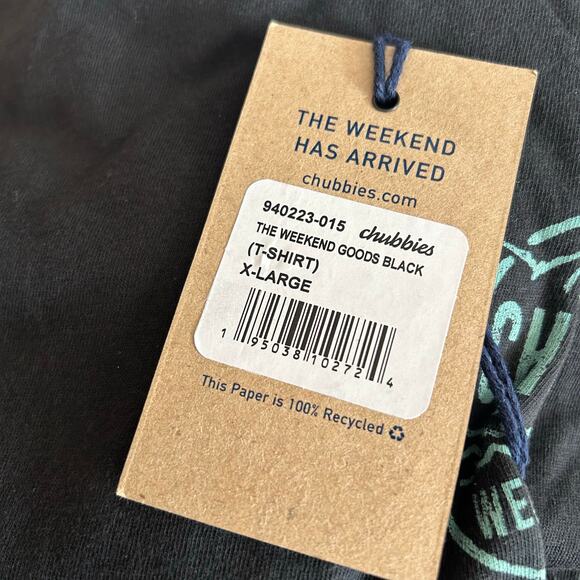 THE WEEKEND
HAS ARRIVED
chubbies.com
940223-015 chubbies
THE WEEKEND GOODS BLACK
(T-SHIRT)
X-LARGE
1 95038 10272 4
This Paper is 100% Recycled